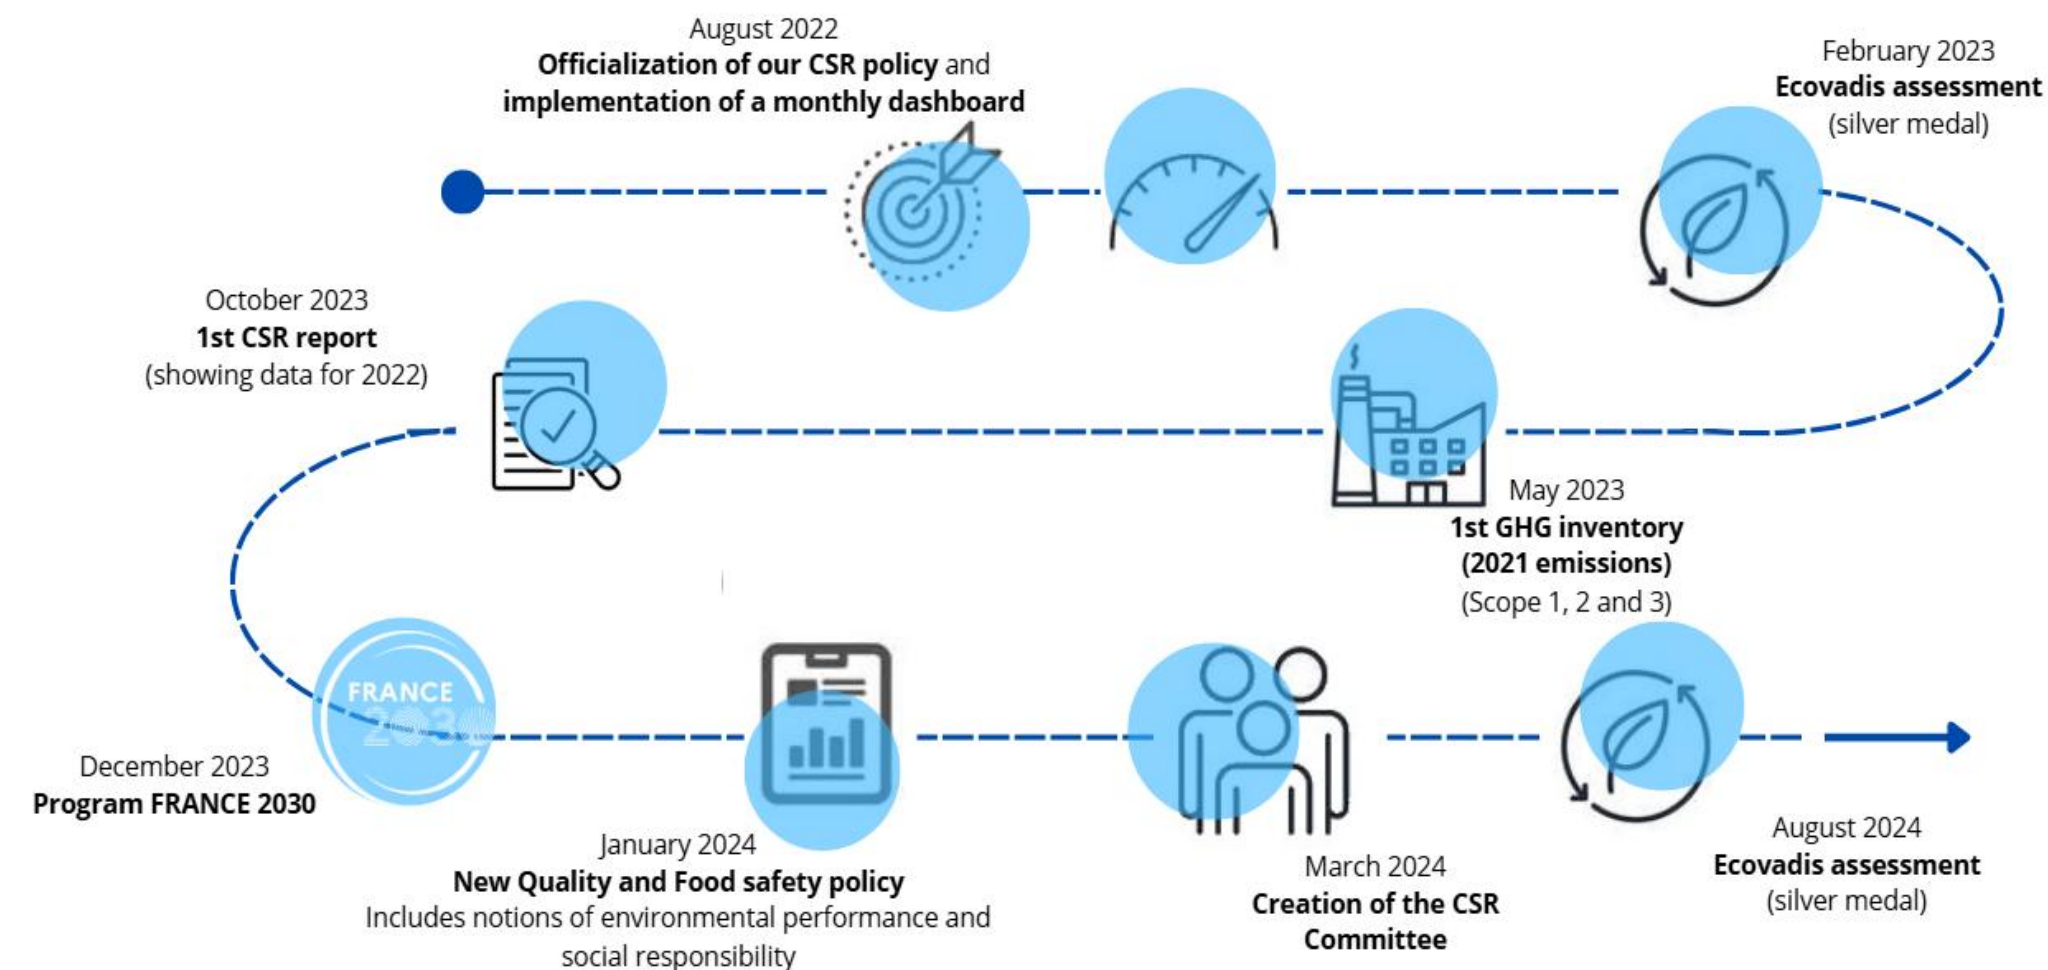 August 2022
Officialization of our CSR policy and
implementation of a monthly dashboard
February 2023
Ecovadis assessment
(silver medal)
October 2023
1st CSR report
(showing data for 2022)
May 2023
1st GHG inventory
(2021 emissions)
(Scope 1, 2 and 3)
FRANCE
2030
December 2023
Program FRANCE 2030
January 2024
New Quality and Food safety policy
Includes notions of environmental performance and
social responsibility
March 2024
Creation of the CSR
Committee
August 2024
Ecovadis assessment
(silver medal)